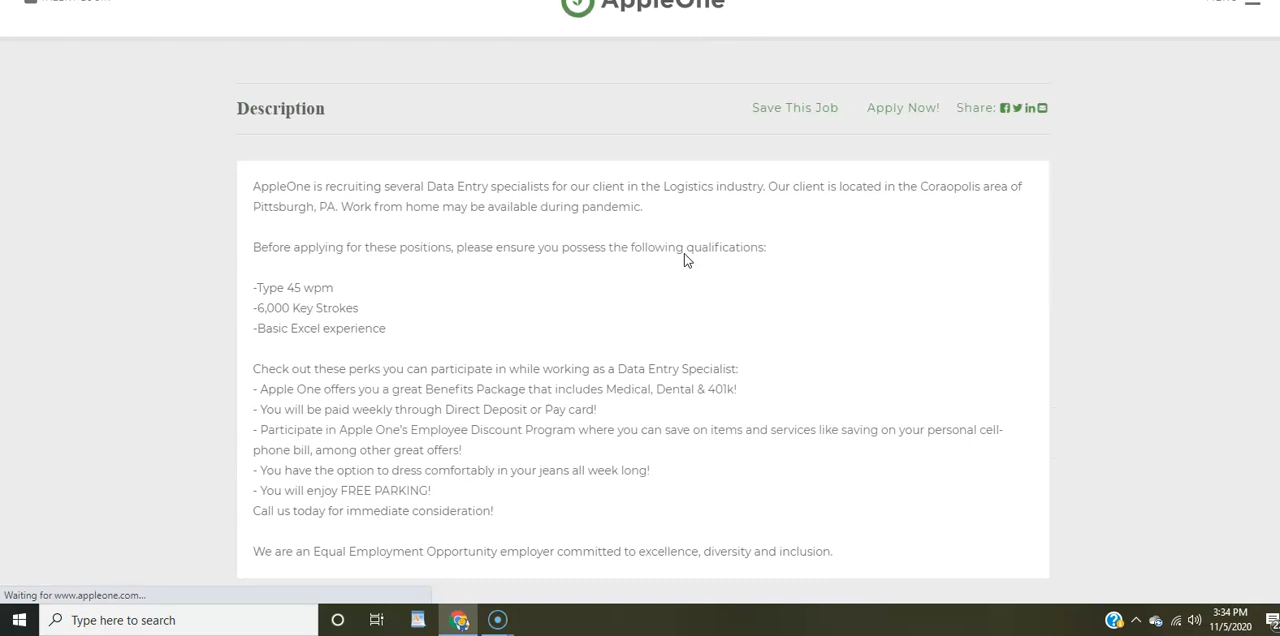 AppleOne
Description
Save This Job
Apply Now!
Share:
AppleOne is recruiting several Data Entry specialists for our client in the Logistics industry. Our client is located in the Coraopolis area of
Pittsburgh, PA. Work from home may be available during pandemic.
Before applying for these positions, please ensure you possess the following qualifications:
-Type 45 wpm
-6,000 Key Strokes
-Basic Excel experience
Check out these perks you can participate in while working as a Data Entry Specialist:
- Apple One offers you a great Benefits Package that includes Medical, Dental & 401k!
- You will be paid weekly through Direct Deposit or Pay card!
- Participate in Apple One's Employee Discount Program where you can save on items and services like saving on your personal cell-
phone bill, among other great offers!
- You have the option to dress comfortably in your jeans all week long!
- You will enjoy FREE PARKING!
Call us today for immediate consideration!
We are an Equal Employment Opportunity employer committed to excellence, diversity and inclusion.
Waiting for www.appleone.com...
Type here to search
3:34 PM
11/5/2020